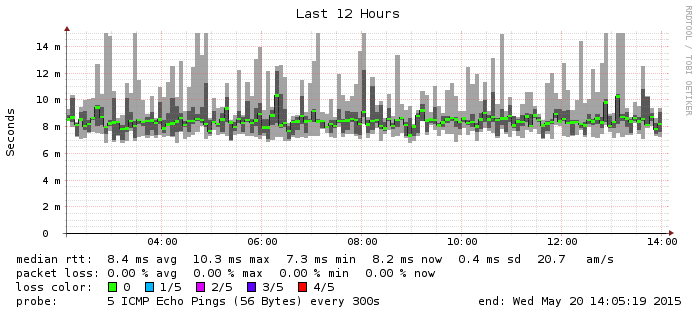 Last 12 Hours
RRDTOOL / TOBI OETIKER
Seconds
14 m
12 m
10 m
8 m
6 m
4 m
2 m
0
04:00 06:00 08:00 10:00 12:00 14:00
median rtt: 8.4 ms avg 10.3 ms max 7.3 ms min 8.2 ms now 0.4 ms sd 20.7 am/s
packet loss: 0.00 % avg 0.00 % max 0.00 % min 0.00 % now
loss color: 0 1/5 2/5 3/5 4/5
probe: 5 ICMP Echo Pings (56 Bytes) every 300s end: Wed May 20 14:05:19 2015